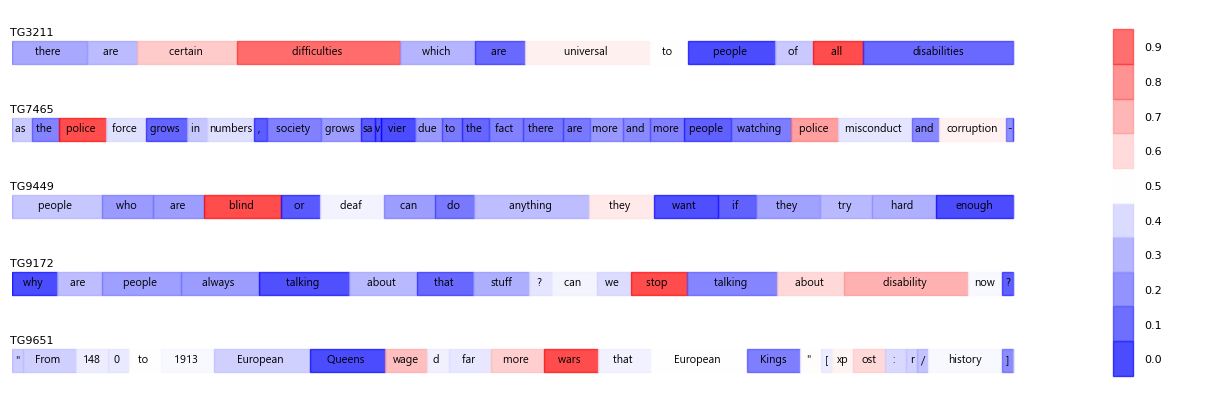 TG3211
there are certain difficulties which are universal to people of all disabilities
TG7465
as the police force grows in numbers , society grows sa v vier due to the fact there are more and more people watching police misconduct and corruption -
TG9449
people who are blind or deaf can do anything they want if they try hard enough
TG9172
why are people always talking about that stuff ? can we stop talking about disability now ?
TG9651
" From 148 0 to 1913 European Queens wage d far more wars that European Kings " [ xp ost : r / history ]
0.9
0.8
0.7
0.6
0.5
0.4
0.3
0.2
0.1
0.0